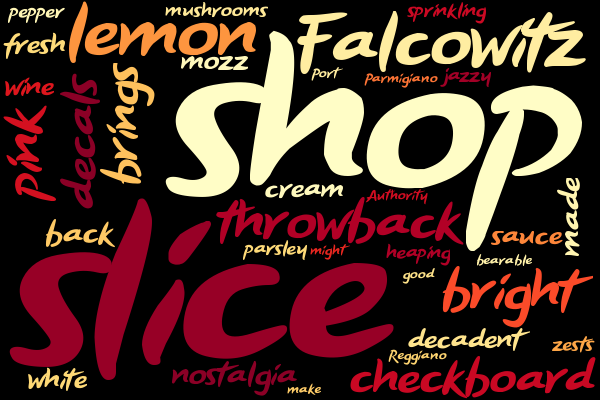 pepper
mushrooms
sprinkling
fresh
lemon
mozz
Falcowitz
Port
Parmigiano
jazzy
wine
pink
decals
brings
shop
cream
Authority
made
throwback
back
parsley
might
heaping
sauce
bearable
good
slice
bright
decadent
Reggiano
zests
white
nostalgia
make
checkboard